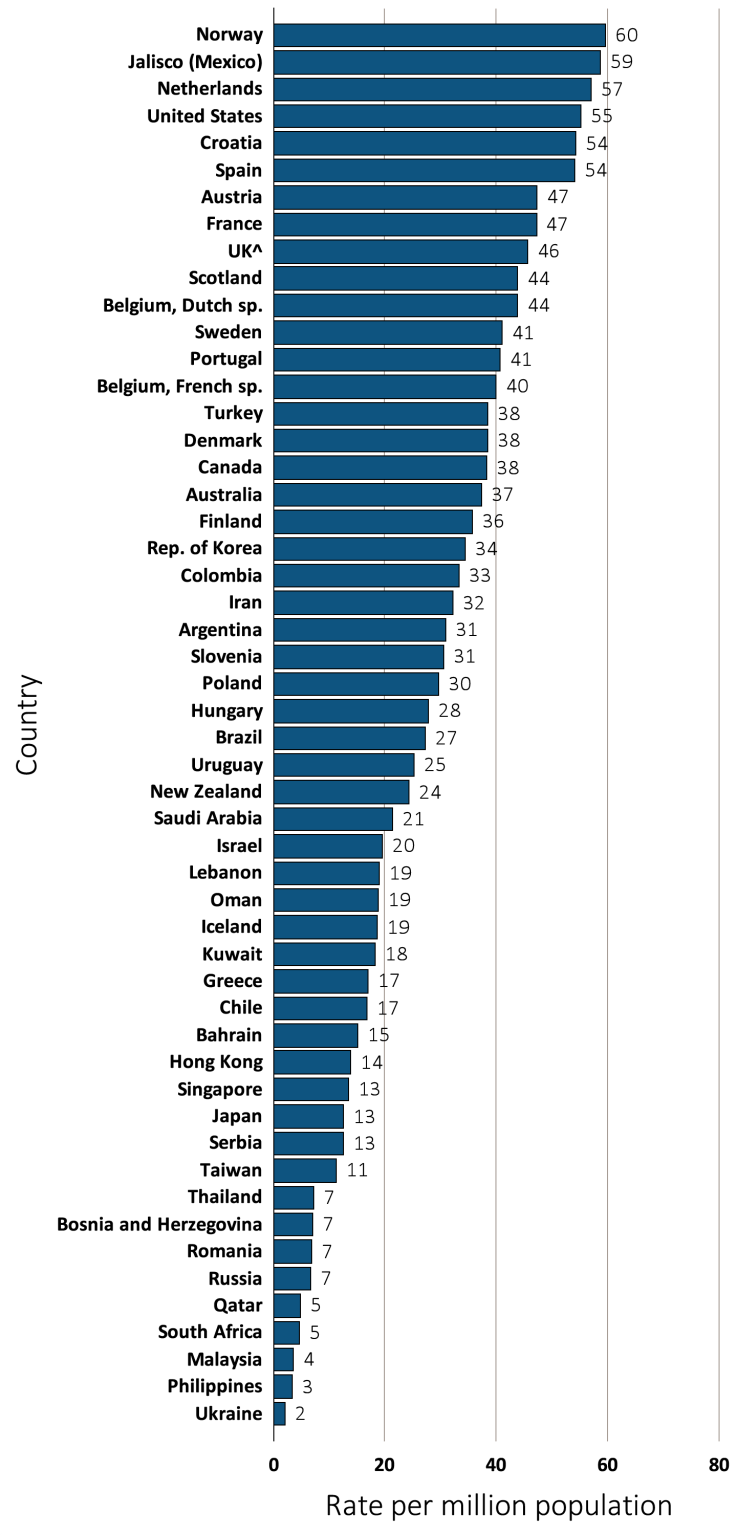 Norway 60
Jalisco (Mexico) 59
Netherlands 57
United States 55
Croatia 54
Spain 54
Austria 47
France 47
UK^ 46
Scotland 44
Belgium, Dutch sp. 44
Sweden 41
Portugal 41
Belgium, French sp. 40
Turkey 38
Denmark 38
Canada 38
Australia 37
Finland 36
Rep. of Korea 34
Colombia 33
Iran 32
Argentina 31
Slovenia 31
Poland 30
Hungary 28
Brazil 27
Uruguay 25
New Zealand 24
Saudi Arabia 21
Israel 20
Lebanon 19
Oman 19
Iceland 19
Kuwait 18
Greece 17
Chile 17
Bahrain 15
Hong Kong 14
Singapore 13
Japan 13
Serbia 13
Taiwan 11
Thailand 7
Bosnia and Herzegovina 7
Romania 7
Russia 7
Qatar 5
South Africa 5
Malaysia 4
Philippines 3
Ukraine 2
Country
0 20 40 60 80
Rate per million population